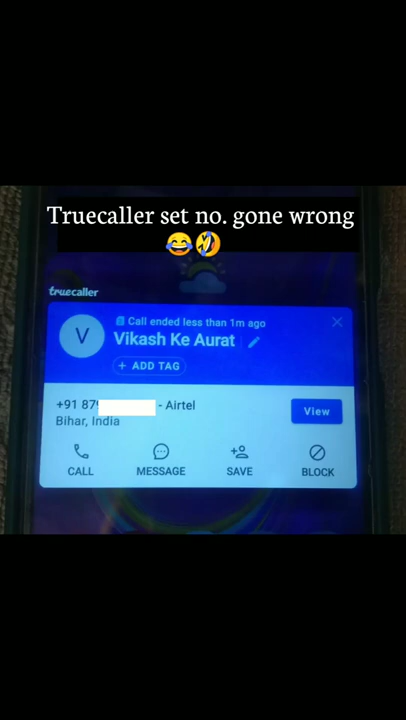 Truecaller set no. gone wrong
😂🤣
truecaller
Call ended less than 1m ago
V
Vikash Ke Aurat
+ ADD TAG
+91 879 - Airtel
Bihar, India
View
CALL MESSAGE SAVE BLOCK